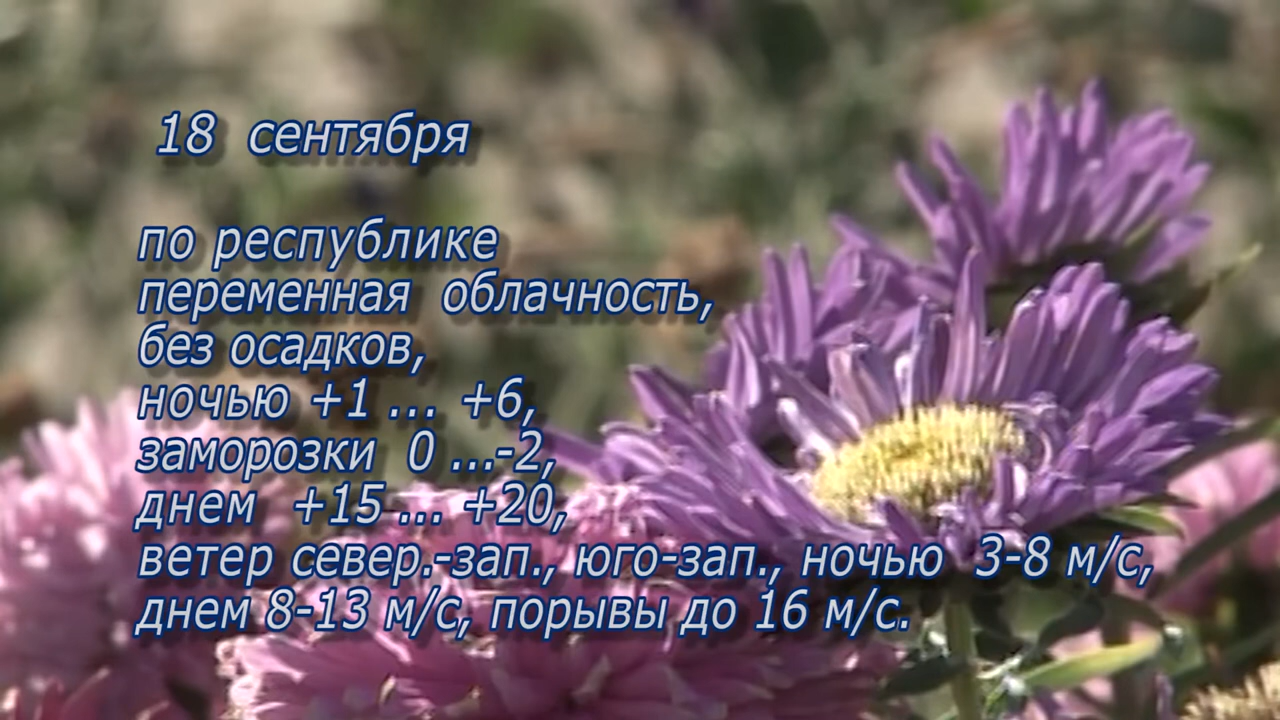 18 сентября
по республике
переменная облачность,
без осадков,
ночью +1 ... +6,
заморозки 0 ...-2,
днем +15 ... +20,
ветер север.-зап., юго-зап., ночью 3-8 м/с,
днем 8-13 м/с, порывы до 16 м/с.